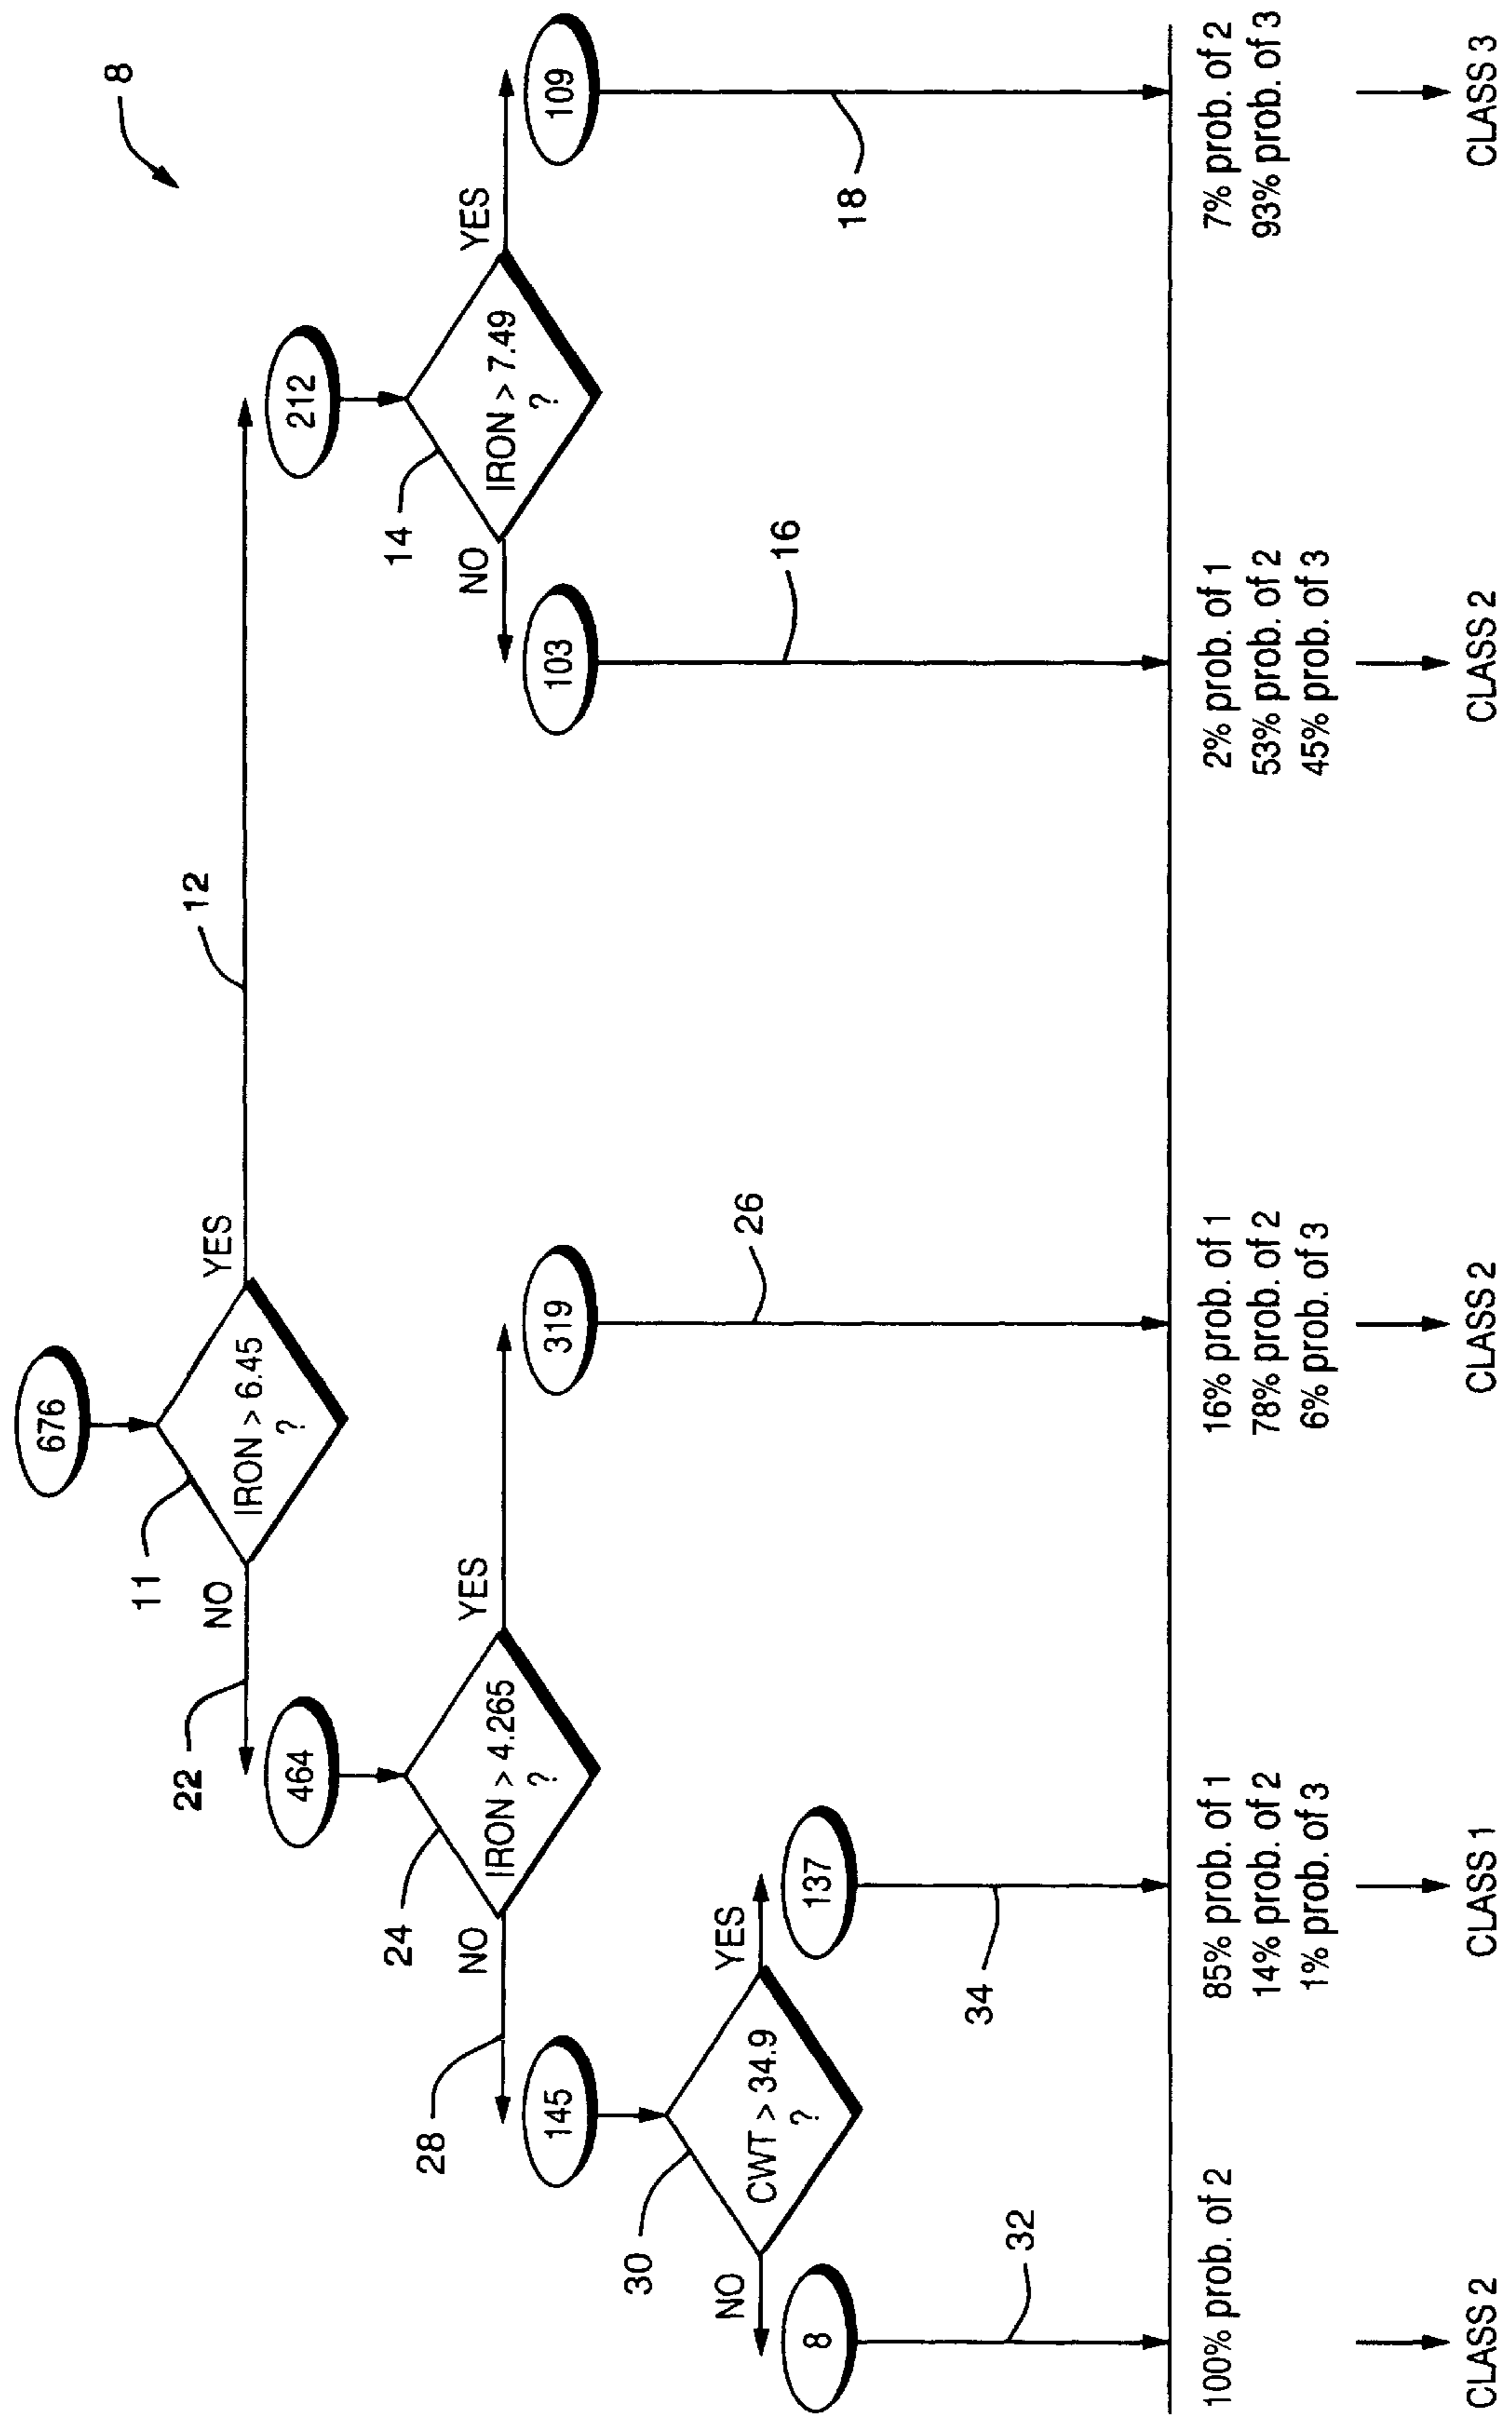 8
676
11
IRON > 6.45
?
NO
YES
22
12
464
212
24
IRON > 4.265
?
NO
YES
14
IRON > 7.49
?
NO
YES
28
145
319
103
109
30
CWT > 34.9
?
NO
YES
26
16
18
8
137
32
34
100% prob. of 2
85% prob. of 1
14% prob. of 2
1% prob. of 3
16% prob. of 1
78% prob. of 2
6% prob. of 3
2% prob. of 1
53% prob. of 2
45% prob. of 3
7% prob. of 2
93% prob. of 3
CLASS 2
CLASS 1
CLASS 2
CLASS 2
CLASS 3